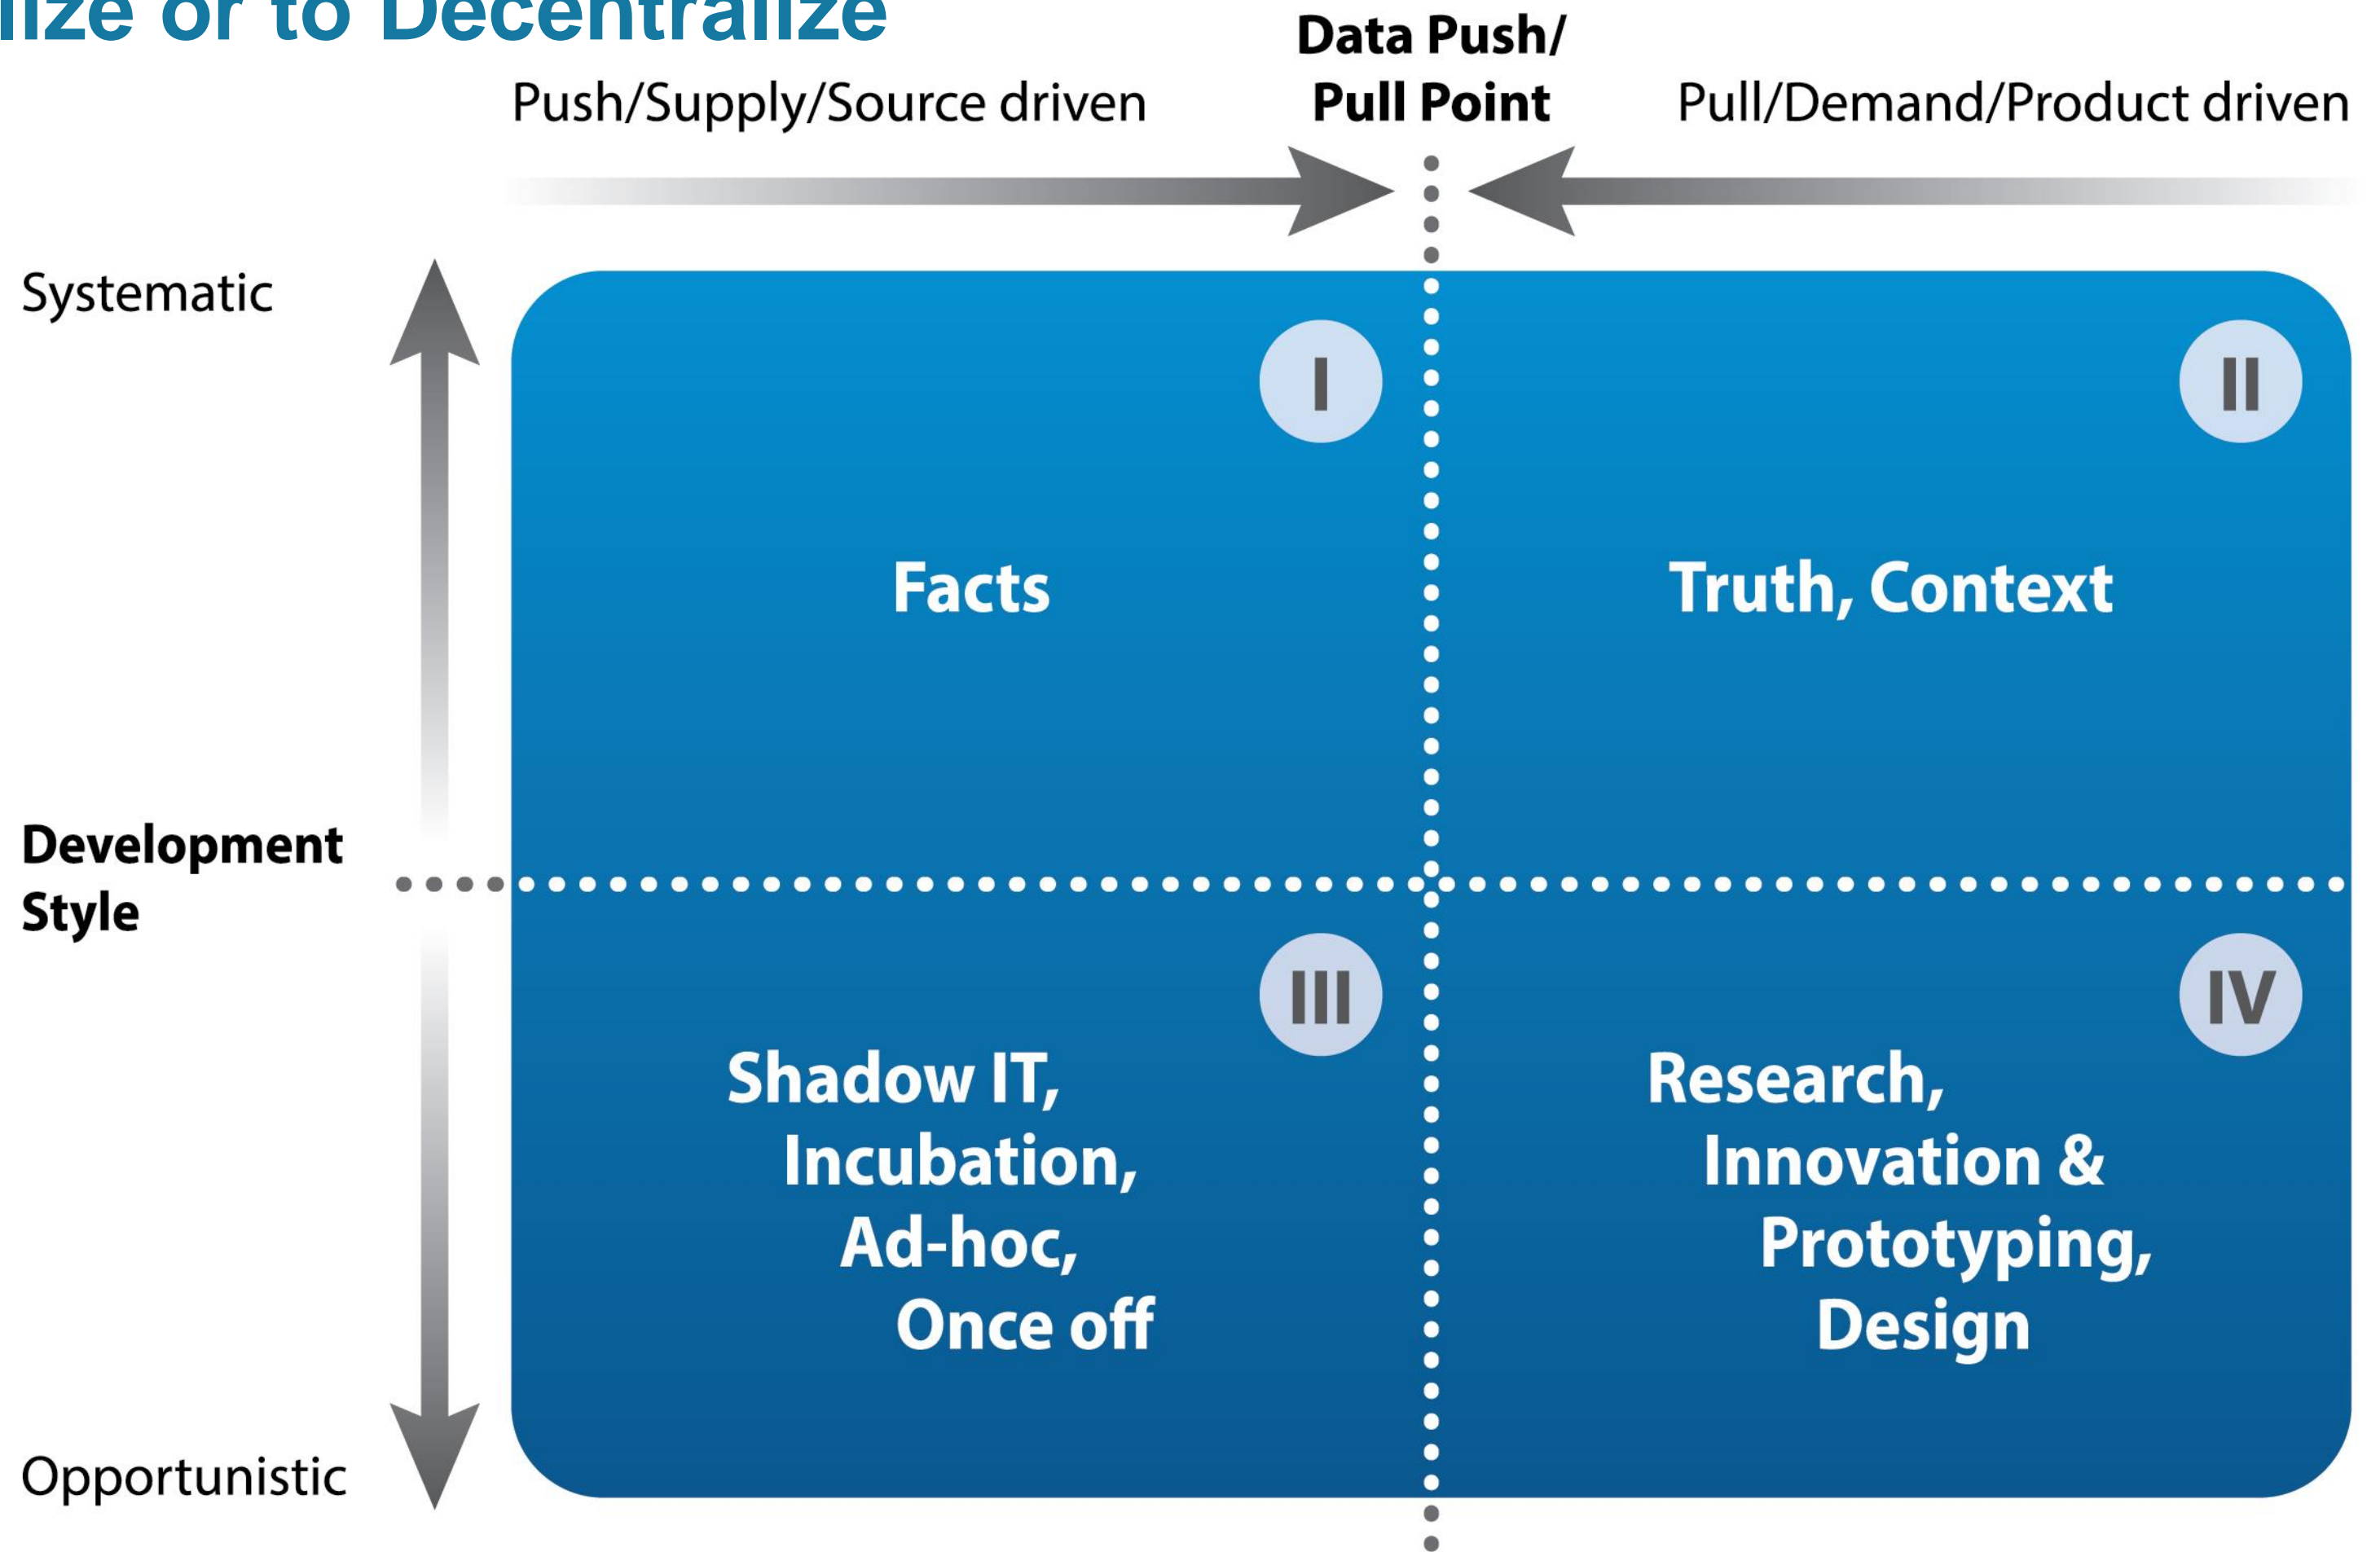 lize or to Decentralize
Data Push/
Pull Point
Push/Supply/Source driven
Pull/Demand/Product driven
Systematic
I
II
Facts
Truth, Context
Development
Style
III
IV
Shadow IT,
Incubation,
Ad-hoc,
Once off
Research,
Innovation &
Prototyping,
Design
Opportunistic